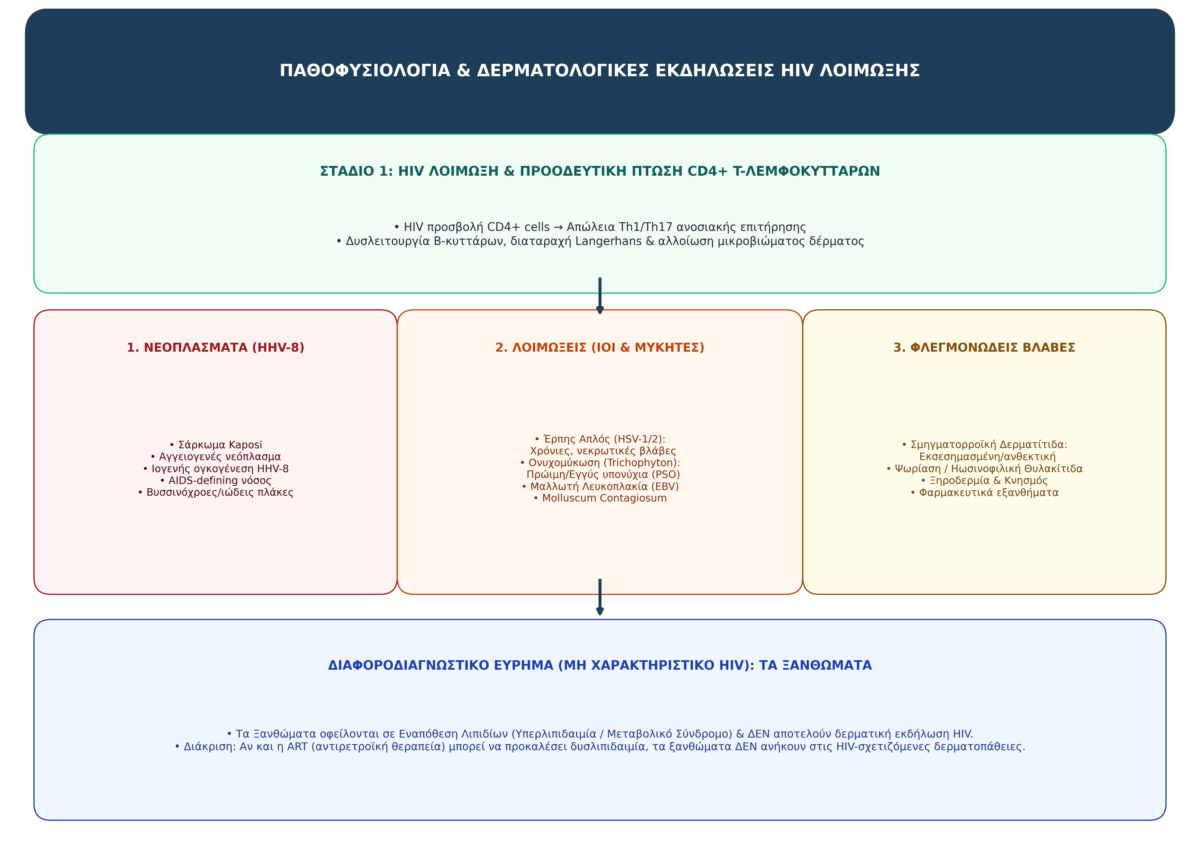 ΠΑΘΟΦΥΣΙΟΛΟΓΙΑ & ΔΕΡΜΑΤΟΛΟΓΙΚΕΣ ΕΚΔΗΛΩΣΕΙΣ HIV ΛΟΙΜΩΞΗΣ
ΣΤΑΔΙΟ 1: HIV ΛΟΙΜΩΞΗ & ΠΡΟΟΔΕΥΤΙΚΗ ΠΤΩΣΗ CD4+ Τ-ΛΕΜΦΟΚΥΤΤΑΡΩΝ
• HIV προσβολή CD4+ cells → Απώλεια Th1/Th17 ανοσιακής επιτήρησης
• Δυσλειτουργία Β-κυττάρων, διαταραχή Langerhans & αλλοίωση μικροβιώματος δέρματος
1. ΝΕΟΠΛΑΣΜΑΤΑ (HHV-8)
• Σάρκωμα Kaposi
• Αγγειογενές νεόπλασμα
• Ιογενής ογκογένεση HHV-8
• AIDS-defining νόσος
• Βυσσινόχροες/ιώδεις πλάκες
2. ΛΟΙΜΩΞΕΙΣ (ΙΟΙ & ΜΥΚΗΤΕΣ)
• Έρπης Απλός (HSV-1/2):
Χρόνιες, νεκρωτικές βλάβες
• Ονυχομύκωση (Trichophyton):
Πρώιμη/Εγγύς υπονύχια (PSO)
• Μαλλωτή Λευκοπλακία (EBV)
• Molluscum Contagiosum
3. ΦΛΕΓΜΟΝΩΔΕΙΣ ΒΛΑΒΕΣ
• Σμηγματορροϊκή Δερματίτιδα:
Εκσεσημασμένη/ανθεκτική
• Ψωρίαση / Ηωσινοφιλική Θυλακίτιδα
• Ξηροδερμία & Κνησμός
• Φαρμακευτικά εξανθήματα
ΔΙΑΦΟΡΟΔΙΑΓΝΩΣΤΙΚΟ ΕΥΡΗΜΑ (ΜΗ ΧΑΡΑΚΤΗΡΙΣΤΙΚΟ HIV): ΤΑ ΞΑΝΘΩΜΑΤΑ
• Τα Ξανθώματα οφείλονται σε Εναπόθεση Λιπιδίων (Υπερλιπιδαιμία / Μεταβολικό Σύνδρομο) & ΔΕΝ αποτελούν δερματική εκδήλωση HIV.
• Διάκριση: Αν και η ART (αντιρετροϊκή θεραπεία) μπορεί να προκαλέσει δυσλιπιδαιμία, τα ξανθώματα ΔΕΝ ανήκουν στις HIV-σχετιζόμενες δερματοπάθειες.